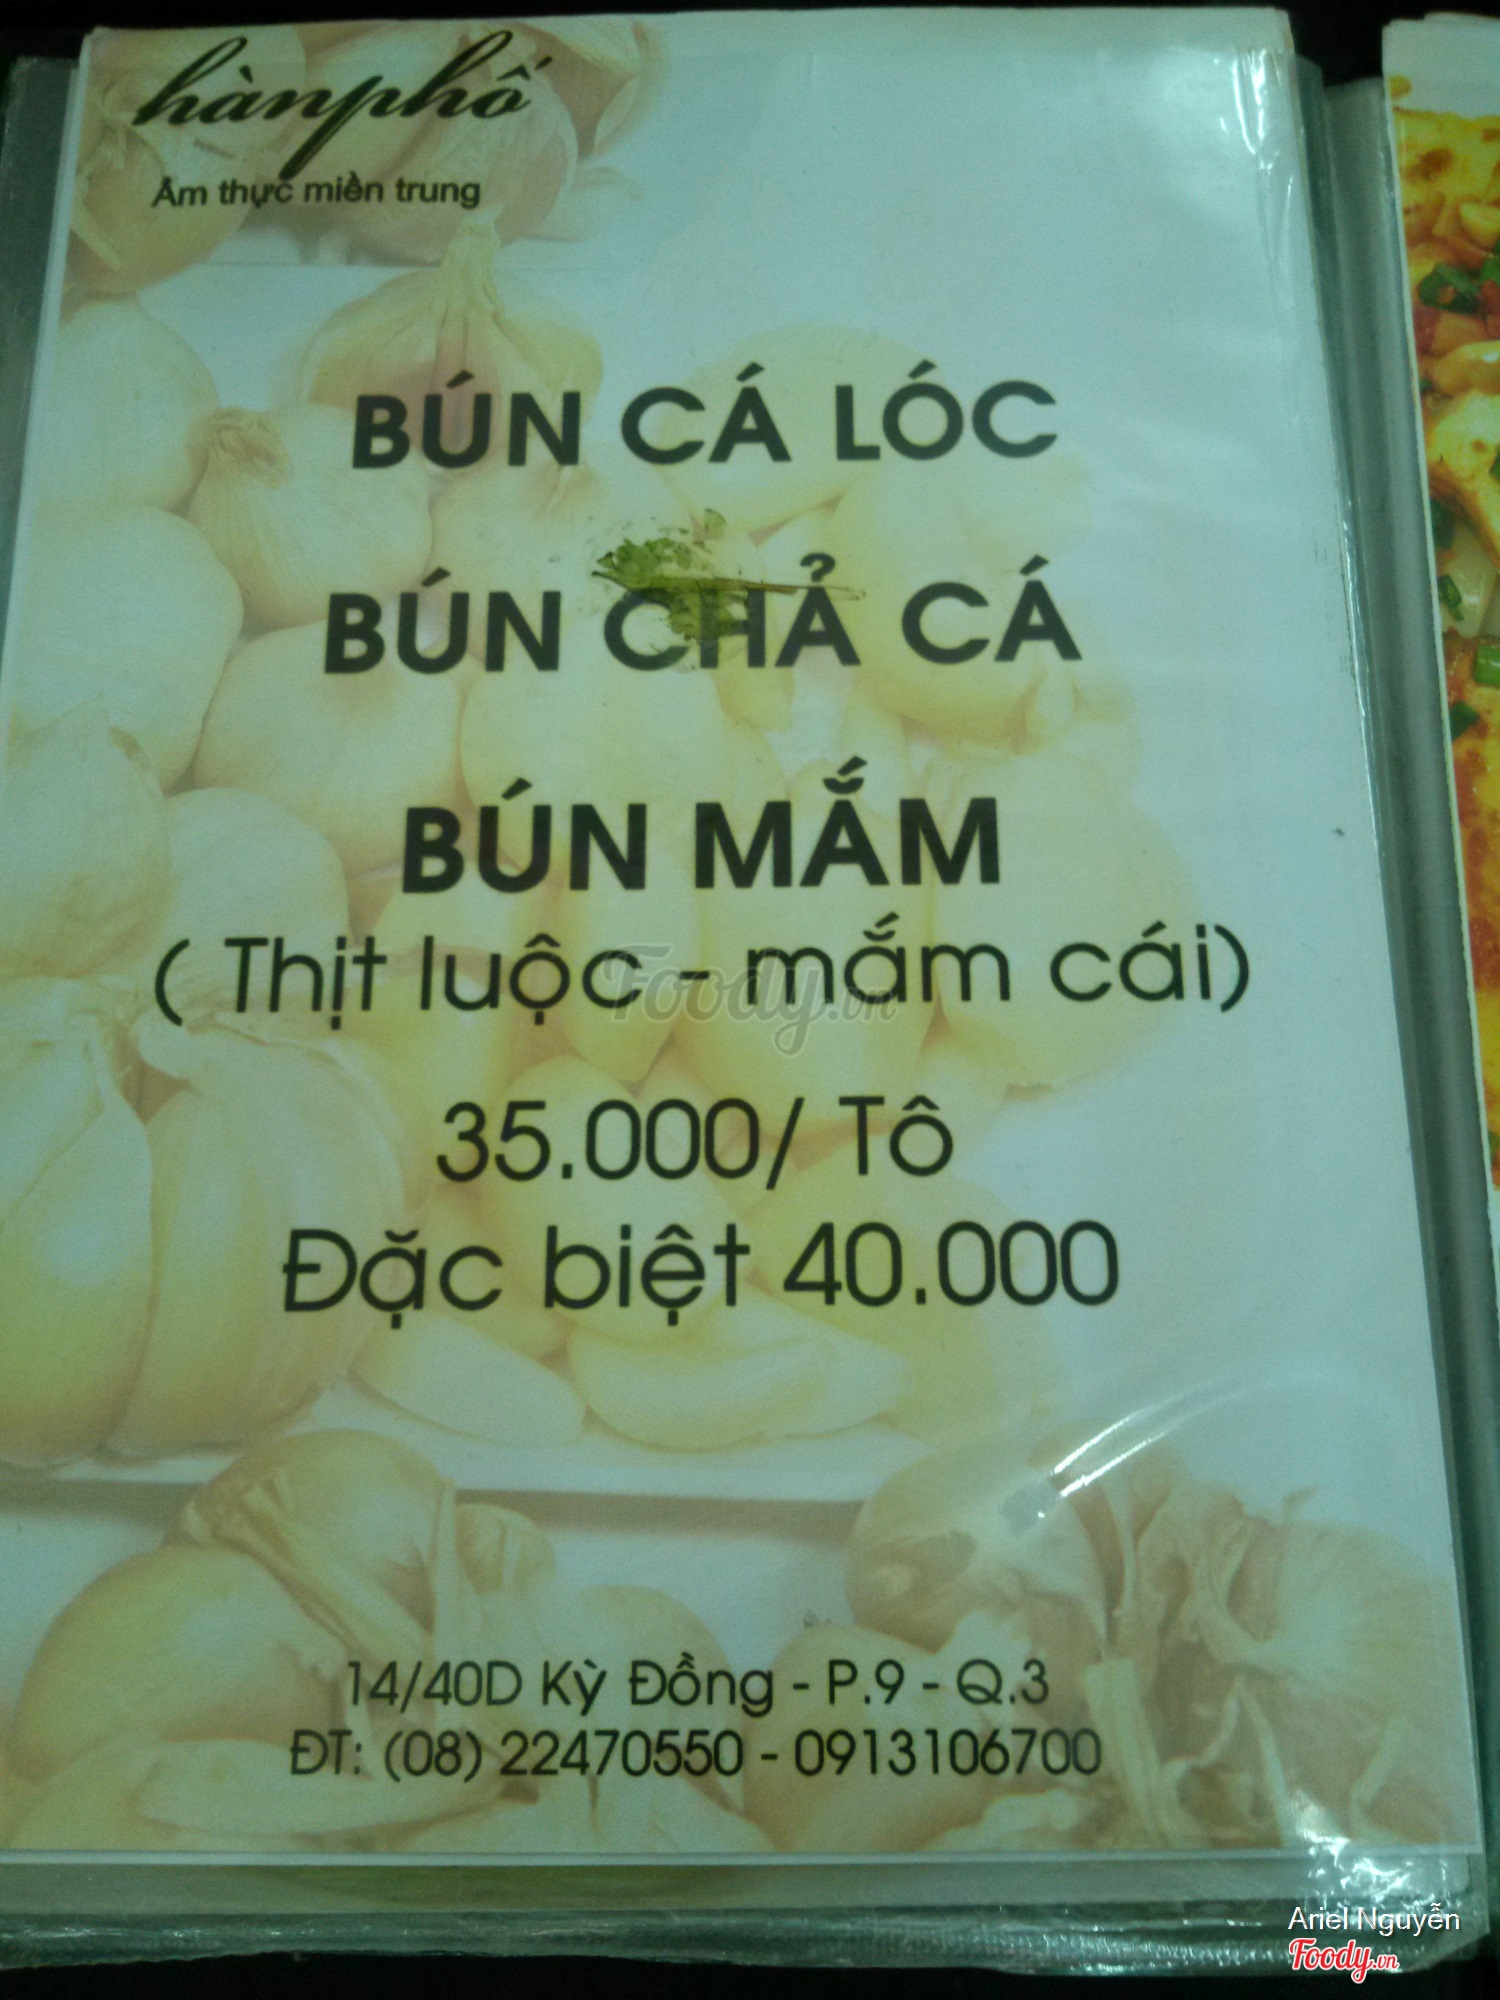 hànphố
Ẩm thực miền trung
BÚN CÁ LÓC
BÚN CHẢ CÁ
BÚN MẮM
( Thịt luộc - mắm cái)
Foody.vn
35.000/ Tô
Đặc biệt 40.000
14/40D Kỳ Đồng - P.9 - Q.3
ĐT: (08) 22470550 - 0913106700
Ariel Nguyễn
Foody.vn